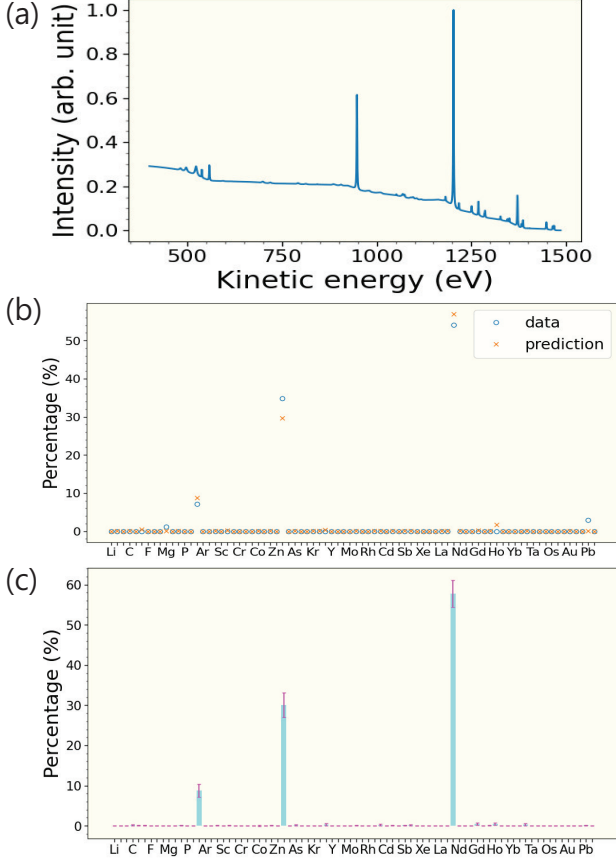 (a)
Intensity (arb. unit)
1.0
0.8
0.6
0.4
0.2
0.0
500 750 1000 1250 1500
Kinetic energy (eV)
(b)
Percentage (%)
50
40
30
20
10
0
data
prediction
Li C F Mg P Ar Sc Cr Co Zn As Kr Y Mo Rh Cd Sb Xe La Nd Gd Ho Yb Ta Os Au Pb
(c)
Percentage (%)
60
50
40
30
20
10
0
Li C F Mg P Ar Sc Cr Co Zn As Kr Y Mo Rh Cd Sb Xe La Nd Gd Ho Yb Ta Os Au Pb